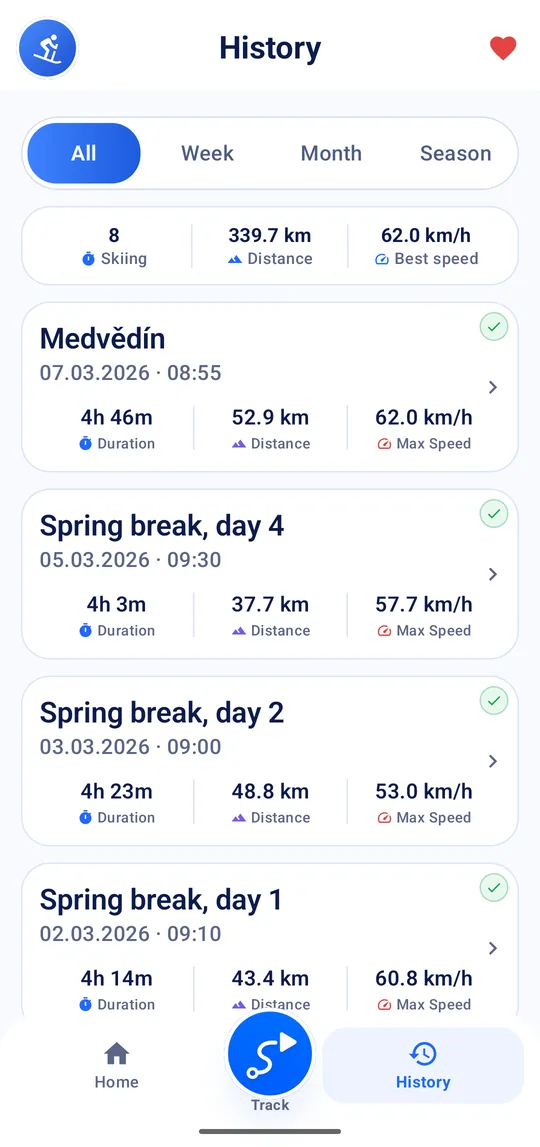 History
All Week Month Season
8 339.7 km 62.0 km/h
Skiing Distance Best speed
Medvědín
07.03.2026 · 08:55
4h 46m 52.9 km 62.0 km/h
Duration Distance Max Speed
Spring break, day 4
05.03.2026 · 09:30
4h 3m 37.7 km 57.7 km/h
Duration Distance Max Speed
Spring break, day 2
03.03.2026 · 09:00
4h 23m 48.8 km 53.0 km/h
Duration Distance Max Speed
Spring break, day 1
02.03.2026 · 09:10
4h 14m 43.4 km 60.8 km/h
Duration Distance Max Speed
Home Track History